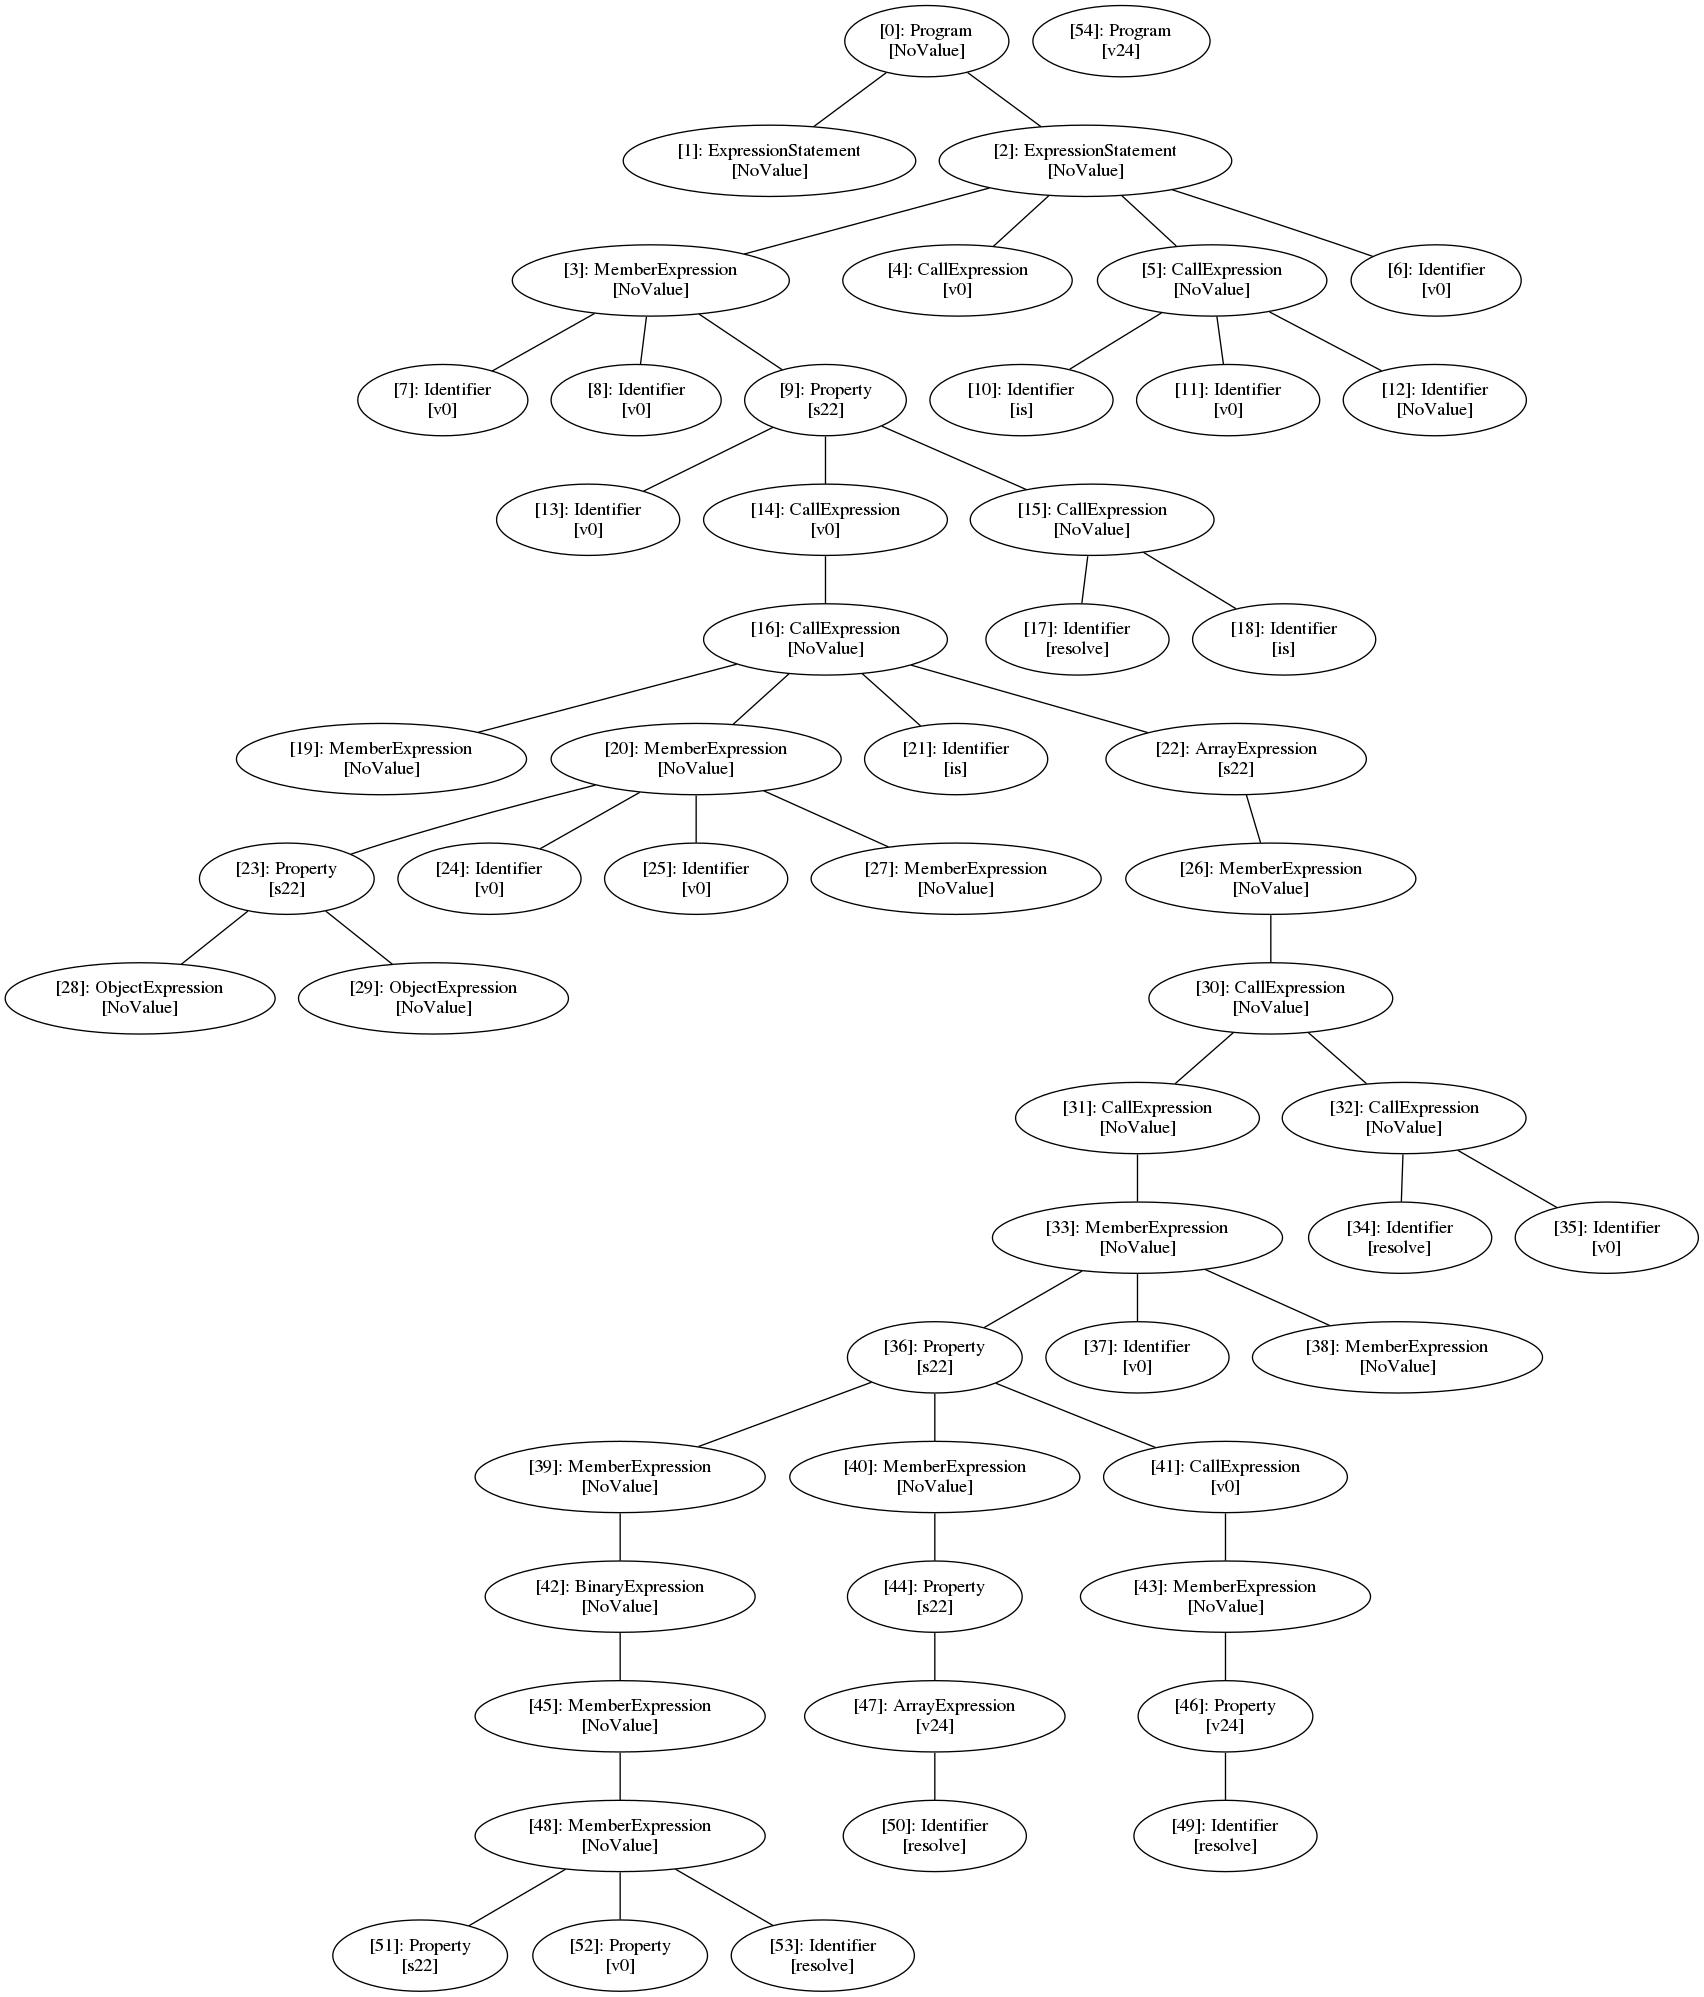 [0]: Program
[NoValue]
[54]: Program
[v24]
[1]: ExpressionStatement
[NoValue]
[2]: ExpressionStatement
[NoValue]
[3]: MemberExpression
[NoValue]
[4]: CallExpression
[v0]
[5]: CallExpression
[NoValue]
[6]: Identifier
[v0]
[7]: Identifier
[v0]
[8]: Identifier
[v0]
[9]: Property
[s22]
[10]: Identifier
[is]
[11]: Identifier
[v0]
[12]: Identifier
[NoValue]
[13]: Identifier
[v0]
[14]: CallExpression
[v0]
[15]: CallExpression
[NoValue]
[16]: CallExpression
[NoValue]
[17]: Identifier
[resolve]
[18]: Identifier
[is]
[19]: MemberExpression
[NoValue]
[20]: MemberExpression
[NoValue]
[21]: Identifier
[is]
[22]: ArrayExpression
[s22]
[23]: Property
[s22]
[24]: Identifier
[v0]
[25]: Identifier
[v0]
[27]: MemberExpression
[NoValue]
[26]: MemberExpression
[NoValue]
[28]: ObjectExpression
[NoValue]
[29]: ObjectExpression
[NoValue]
[30]: CallExpression
[NoValue]
[31]: CallExpression
[NoValue]
[32]: CallExpression
[NoValue]
[33]: MemberExpression
[NoValue]
[34]: Identifier
[resolve]
[35]: Identifier
[v0]
[36]: Property
[s22]
[37]: Identifier
[v0]
[38]: MemberExpression
[NoValue]
[39]: MemberExpression
[NoValue]
[40]: MemberExpression
[NoValue]
[41]: CallExpression
[v0]
[42]: BinaryExpression
[NoValue]
[44]: Property
[s22]
[43]: MemberExpression
[NoValue]
[45]: MemberExpression
[NoValue]
[47]: ArrayExpression
[v24]
[46]: Property
[v24]
[48]: MemberExpression
[NoValue]
[50]: Identifier
[resolve]
[49]: Identifier
[resolve]
[51]: Property
[s22]
[52]: Property
[v0]
[53]: Identifier
[resolve]